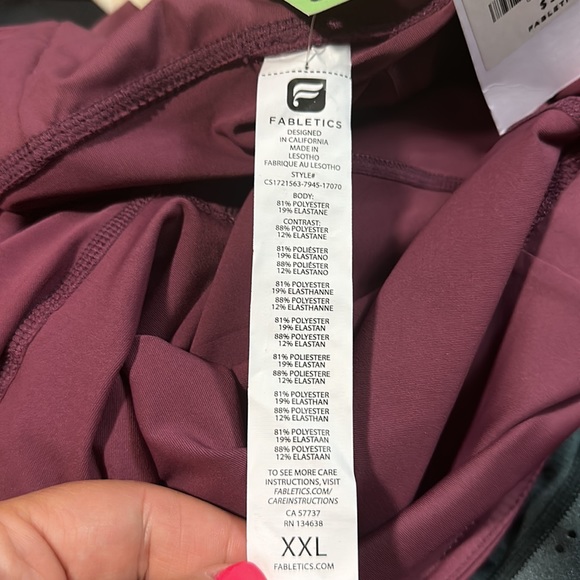 FABLETICS
DESIGNED
IN CALIFORNIA
MADE IN
LESOTHO
FABRIQUE AU LESOTHO
STYLE#
CS1721563-7945-17070
BODY:
81% POLYESTER
19% ELASTANE
CONTRAST:
88% POLYESTER
12% ELASTANE
81% POLIÉSTER
19% ELASTANO
88% POLIÉSTER
12% ELASTANO
81% POLYESTER
19% ELASTHANNE
88% POLYESTER
12% ELASTHANNE
81% POLYESTER
19% ELASTAN
88% POLYESTER
12% ELASTAN
81% POLIESTERE
19% ELASTAN
88% POLIESTERE
12% ELASTAN
81% POLYESTER
19% ELASTHAN
88% POLYESTER
12% ELASTHAN
81% POLYESTER
19% ELASTAAN
88% POLYESTER
12% ELASTAAN
TO SEE MORE CARE
INSTRUCTIONS, VISIT
FABLETICS.COM/
CAREINSTRUCTIONS
CA 57737
RN 134638
XXL
FABLETICS.COM